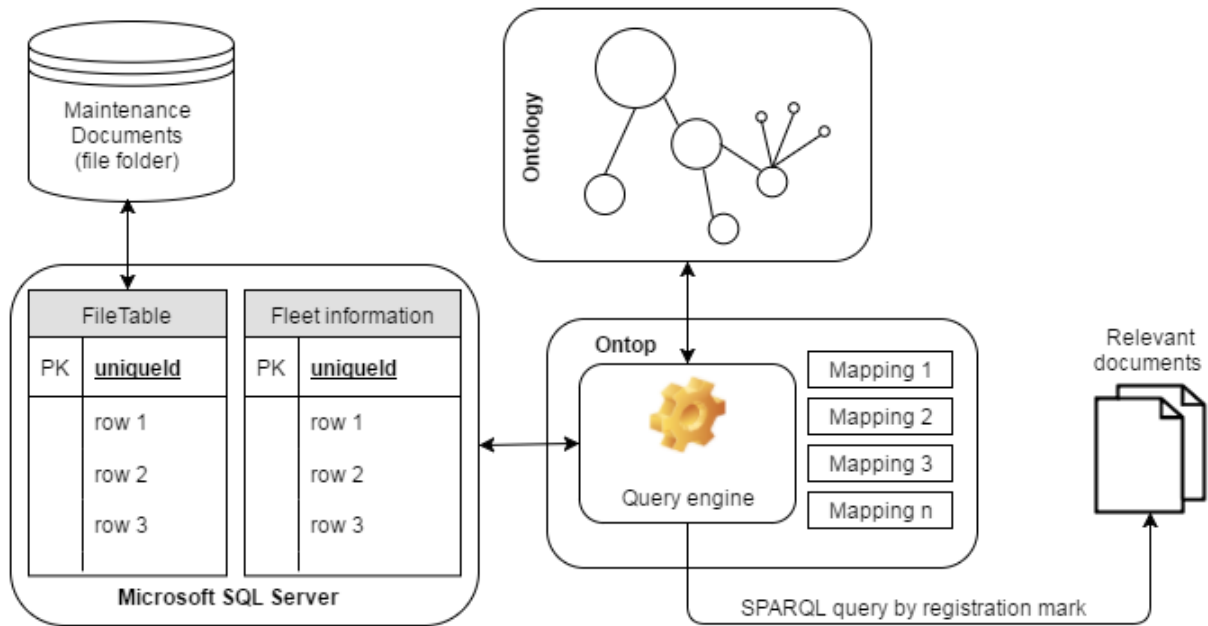 Maintenance
Documents
(file folder)
Ontology
FileTable
PK uniqueId
row 1
row 2
row 3
Fleet information
PK uniqueId
row 1
row 2
row 3
Microsoft SQL Server
Ontop
Query engine
Mapping 1
Mapping 2
Mapping 3
Mapping n
Relevant
documents
SPARQL query by registration mark